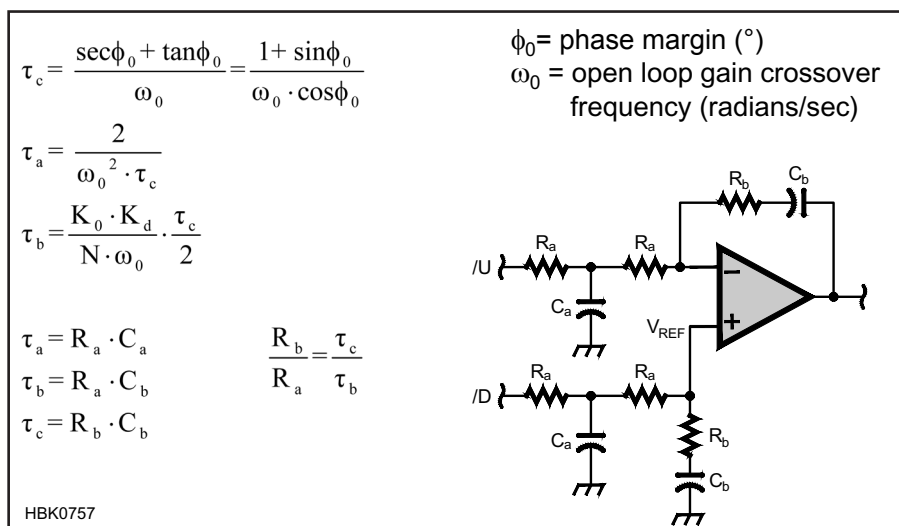 τc = secϕ0 + tanϕ0 / ω0 = 1 + sinϕ0 / ω0 · cosϕ0
τa = 2 / ω0² · τc
τb = K0 · Kd / N · ω0 · τc / 2
τa = Ra · Ca
τb = Ra · Cb
τc = Rb · Cb
Rb / Ra = τc / τb
ϕ0 = phase margin (°)
ω0 = open loop gain crossover
frequency (radians/sec)
Rb
Cb
/U
Ra
Ra
Ca
−
+
VREF
/D
Ra
Ra
Ca
Rb
Cb
HBK0757